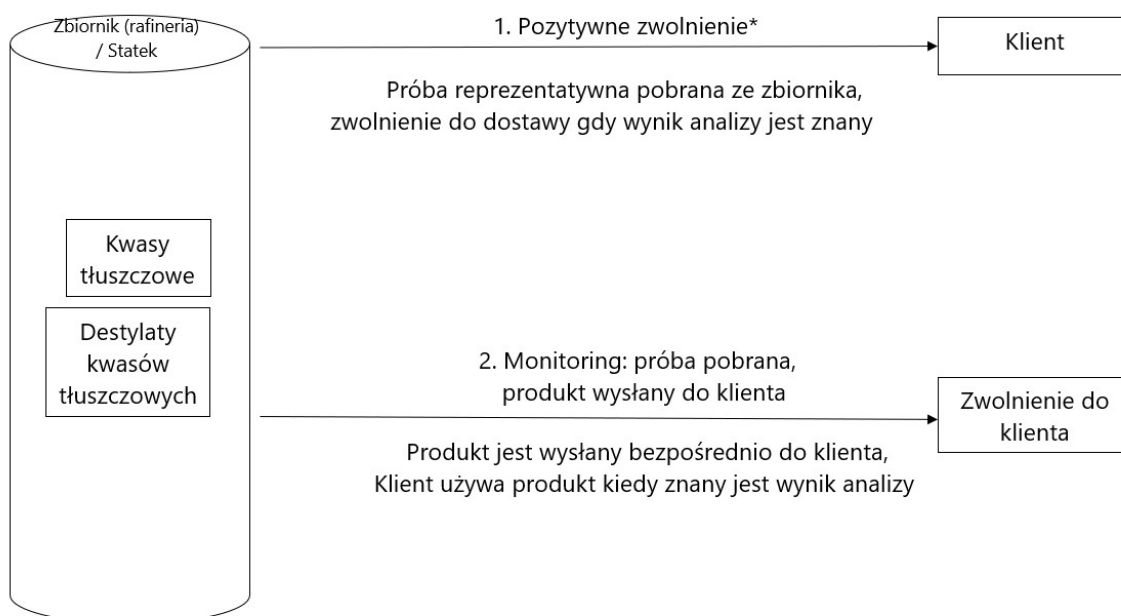 Zbiornik (rafineria)
/ Statek
1. Pozytywne zwolnienie*
Klient
Próba reprezentatywna pobrana ze zbiornika,
zwolnienie do dostawy gdy wynik analizy jest znany
Kwasy
tłuszczowe
Destylaty
kwasów
tłuszczowych
2. Monitoring: próba pobrana,
produkt wysłany do klienta
Zwolnienie do
klienta
Produkt jest wysłany bezpośrednio do klienta,
Klient używa produkt kiedy znany jest wynik analizy